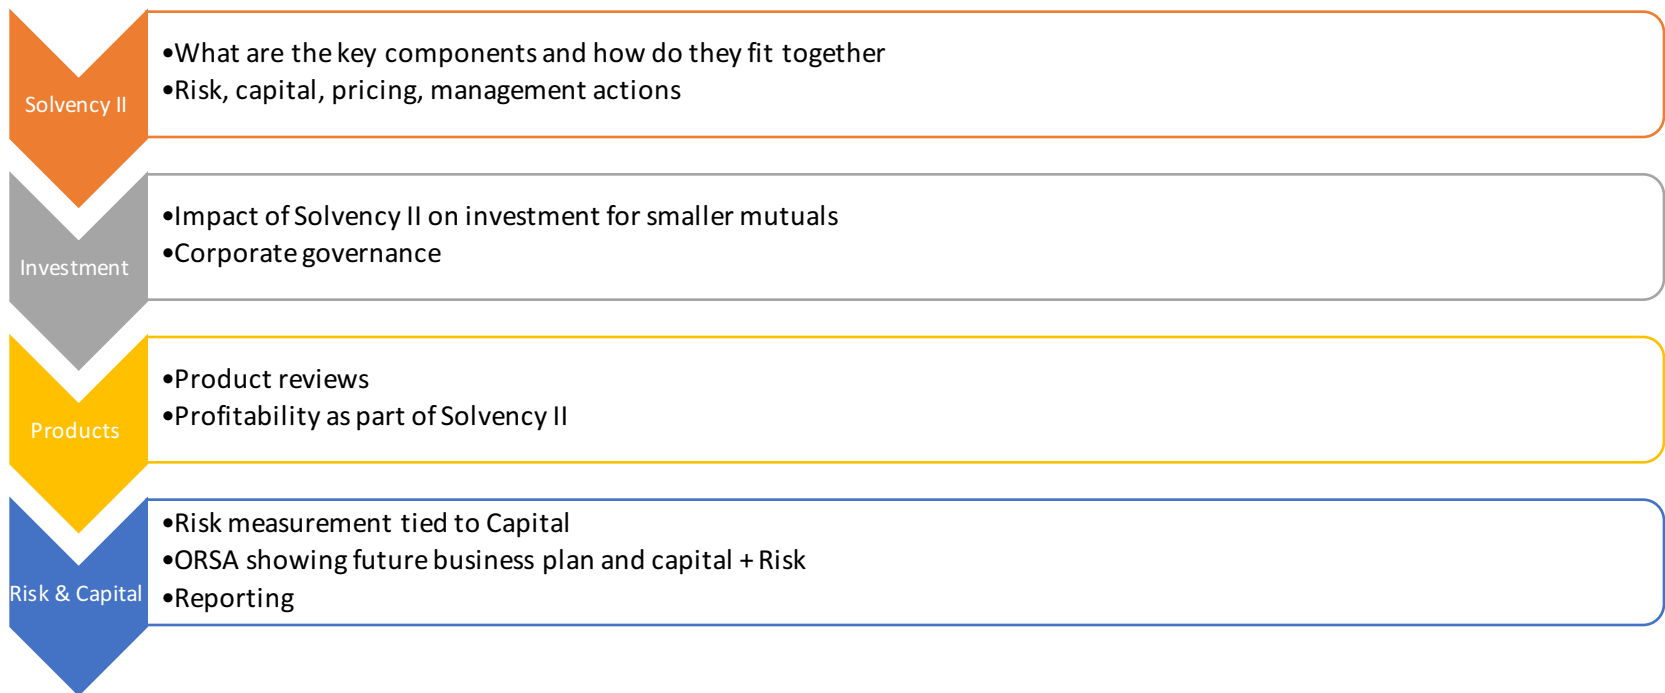 Solvency II
•What are the key components and how do they fit together
•Risk, capital, pricing, management actions
Investment
•Impact of Solvency II on investment for smaller mutuals
•Corporate governance
Products
•Product reviews
•Profitability as part of Solvency II
Risk & Capital
•Risk measurement tied to Capital
•ORSA showing future business plan and capital + Risk
•Reporting